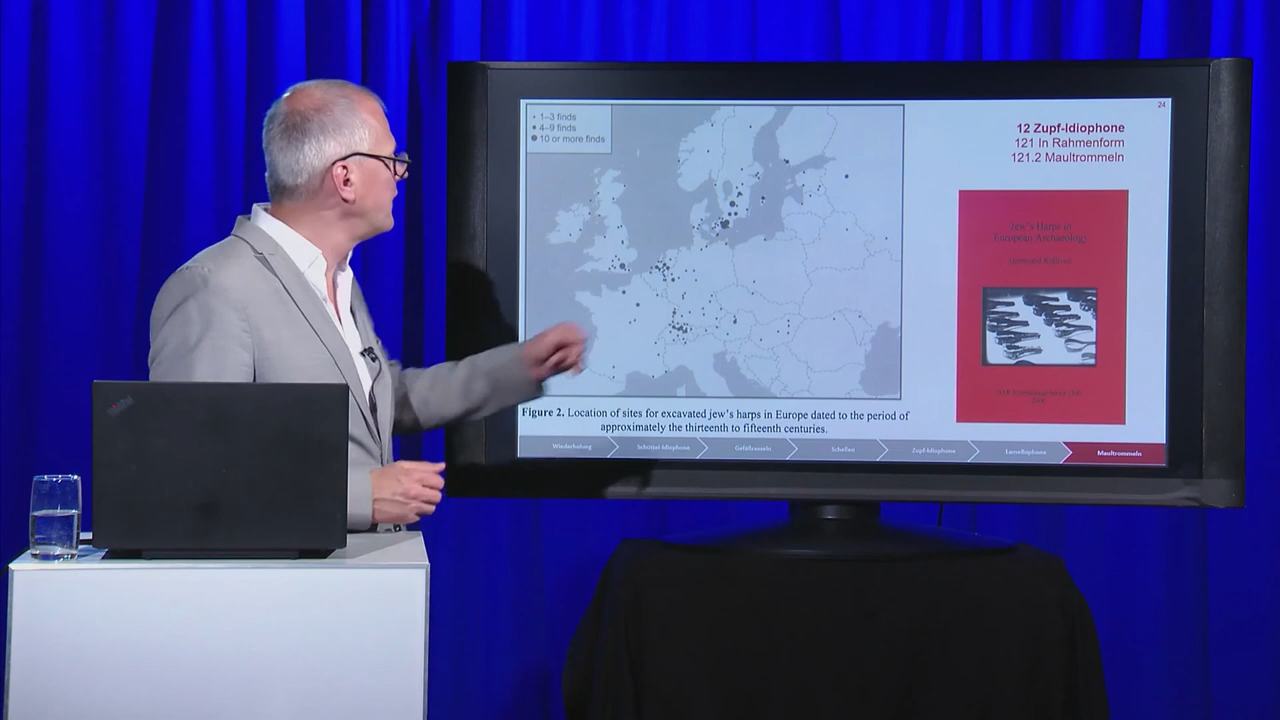 24
1–3 finds
4–9 finds
10 or more finds
12 Zupf-Idiophone
121 In Rahmenform
121.2 Maultrommeln
Jew's Harps in
European Archaeology
Figure 2. Location of sites for excavated jew's harps in Europe dated to the period of
approximately the thirteenth to fifteenth centuries.
Wiederholung
Schüttel-Idiophone
Gefäßrasseln
Schellen
Zupf-Idiophone
Lamellophone
Maultrommeln